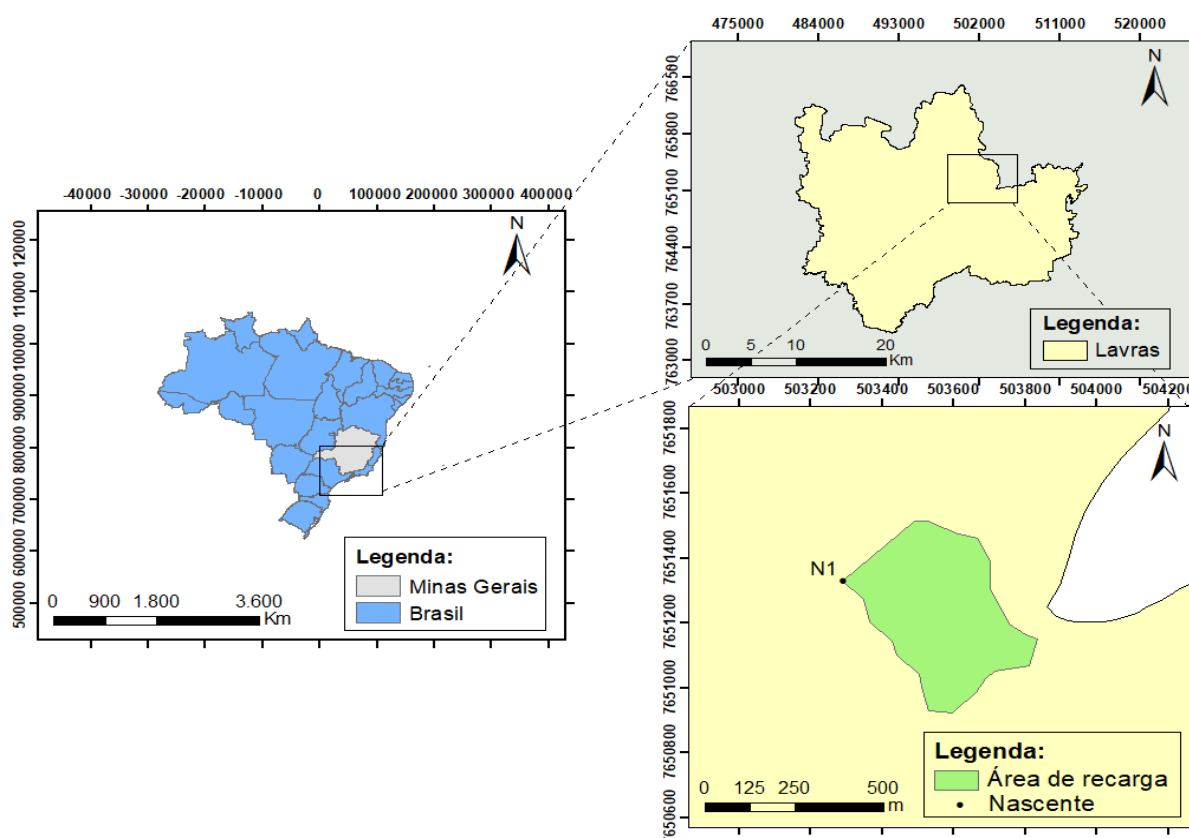 -40000 -30000 -20000 -10000 0 100000 200000 300000 400000
120000
110000
100000
900000
800000
700000
600000
500000
N
Legenda:
Minas Gerais
Brasil
0 900 1.800 3.600
Km
475000 484000 493000 502000 511000 520000
766500
765800
765100
764400
763700
763000
N
Legenda:
Lavras
0 5 10 20
Km
503000 503200 503400 503600 503800 504000 504200
7651800
7651600
7651400
7651200
7651000
7650800
7650600
N
N1
Legenda:
Área de recarga
Nascente
0 125 250 500
m